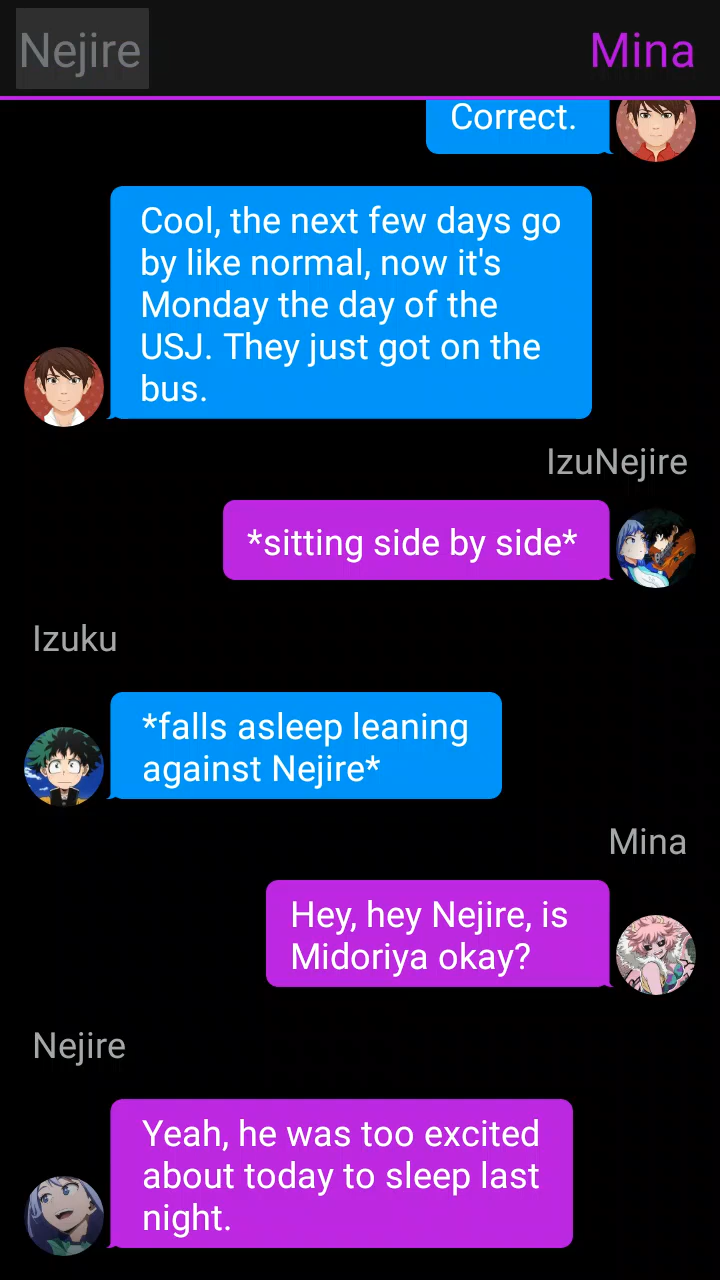 Nejire
Mina
Correct.
Cool, the next few days go
by like normal, now it's
Monday the day of the
USJ. They just got on the
bus.
IzuNejire
*sitting side by side*
Izuku
*falls asleep leaning
against Nejire*
Mina
Hey, hey Nejire, is
Midoriya okay?
Nejire
Yeah, he was too excited
about today to sleep last
night.